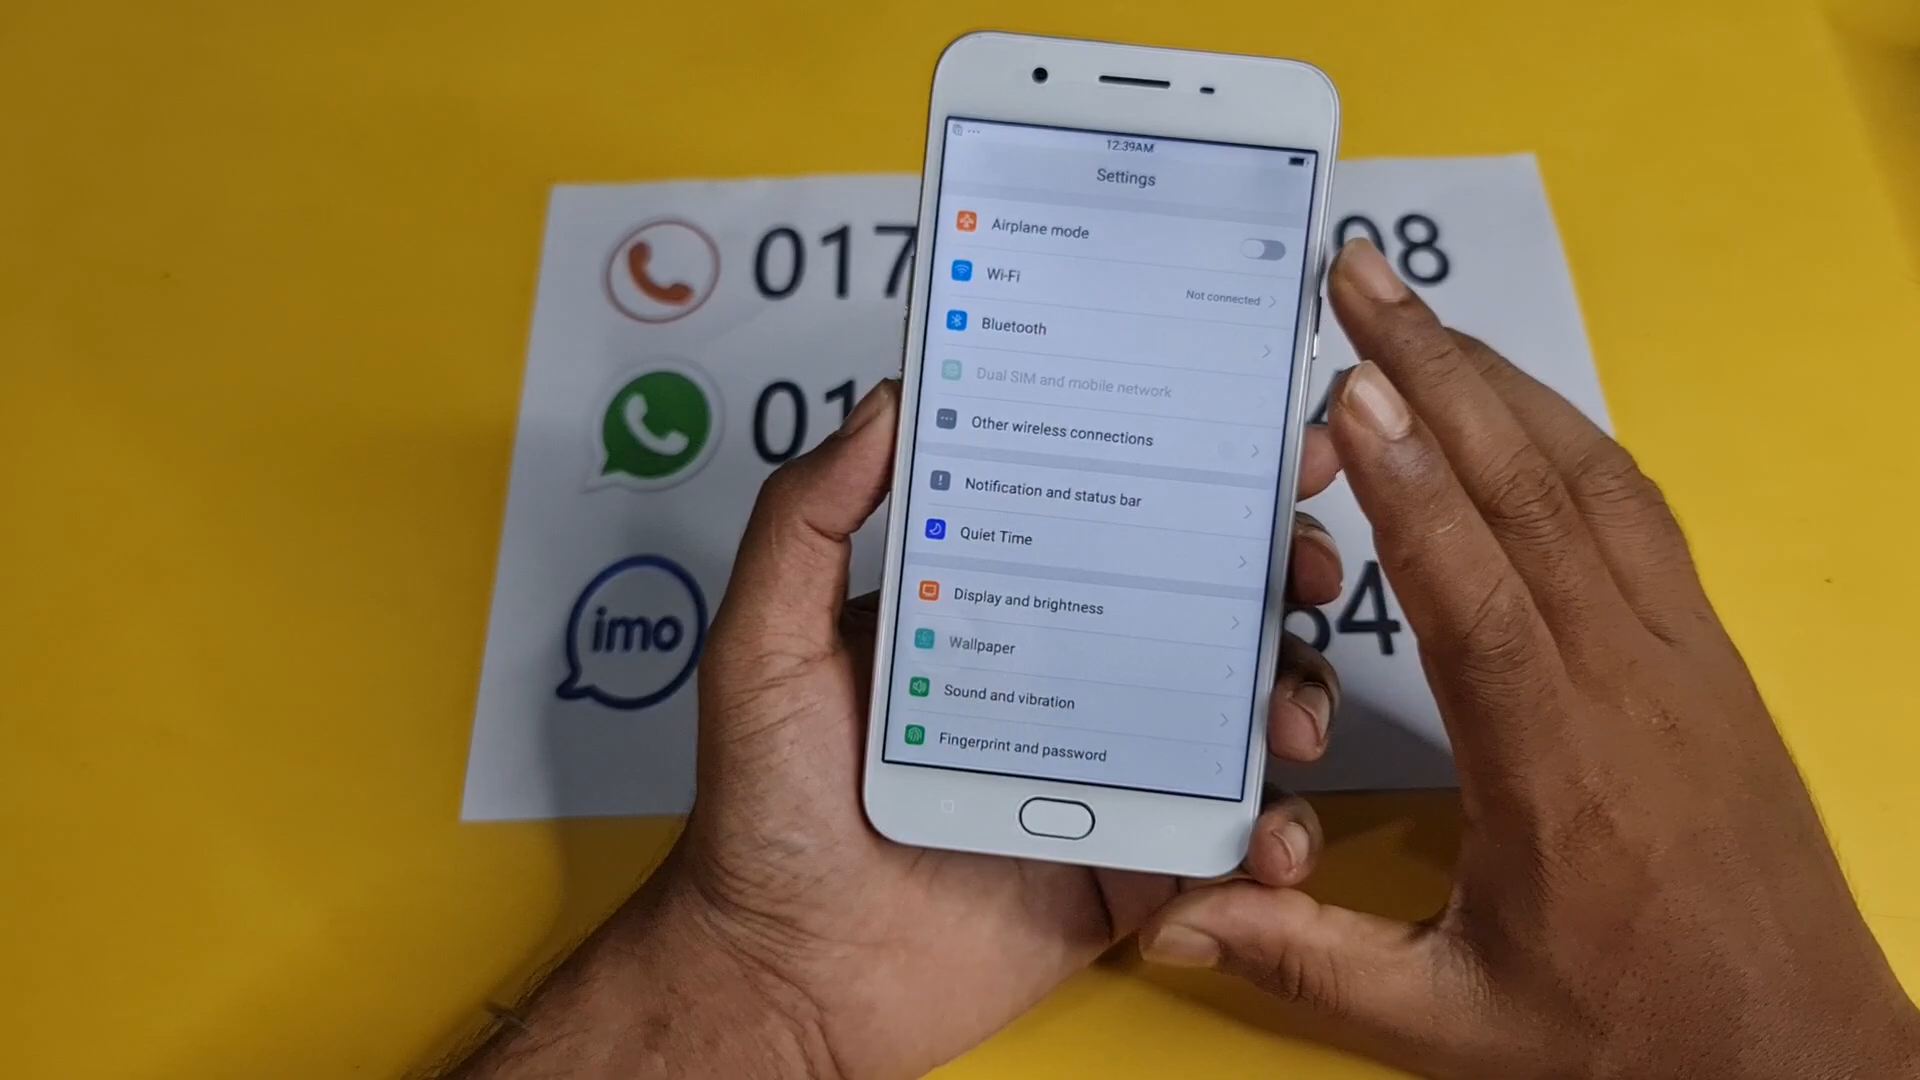 12:39AM
Settings
Airplane mode
Wi-Fi
Not connected
Bluetooth
Dual SIM and mobile network
Other wireless connections
Notification and status bar
Quiet Time
Display and brightness
Wallpaper
Sound and vibration
Fingerprint and password
017
08
01
4
imo
4